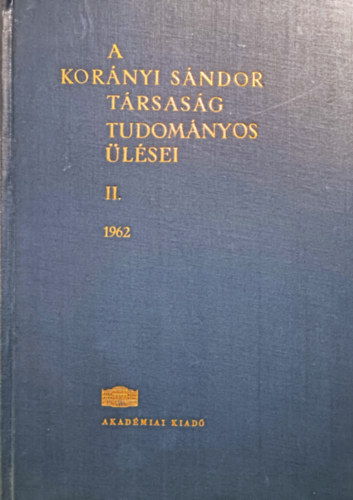 A
KORÁNYI SÁNDOR
TÁRSASÁG
TUDOMÁNYOS
ÜLÉSEI
II.
1962
AKADÉMIAI KIADÓ